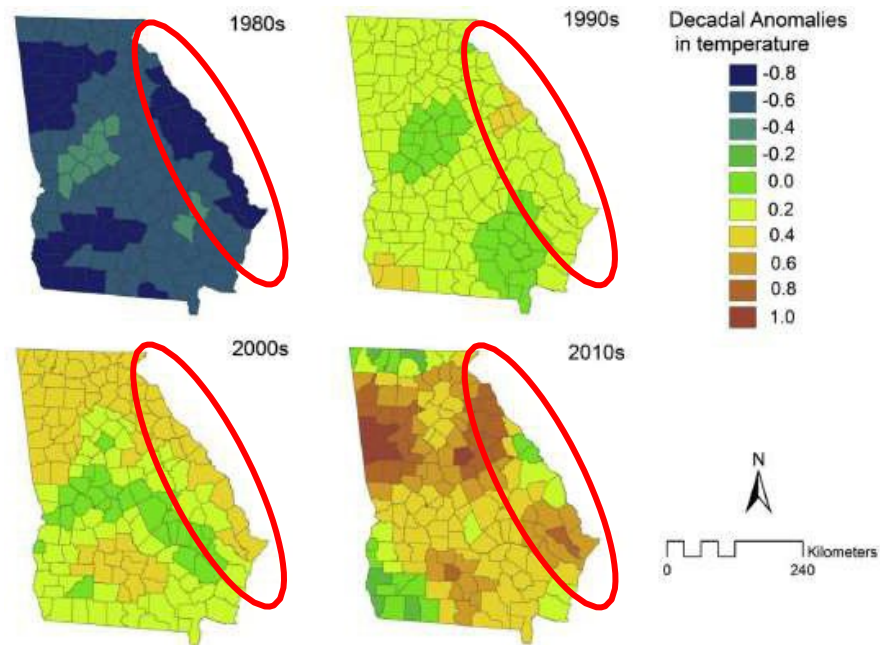 1980s
1990s
Decadal Anomalies
in temperature
-0.8
-0.6
-0.4
-0.2
0.0
0.2
0.4
0.6
0.8
1.0
2000s
2010s
N
Kilometers
0
240